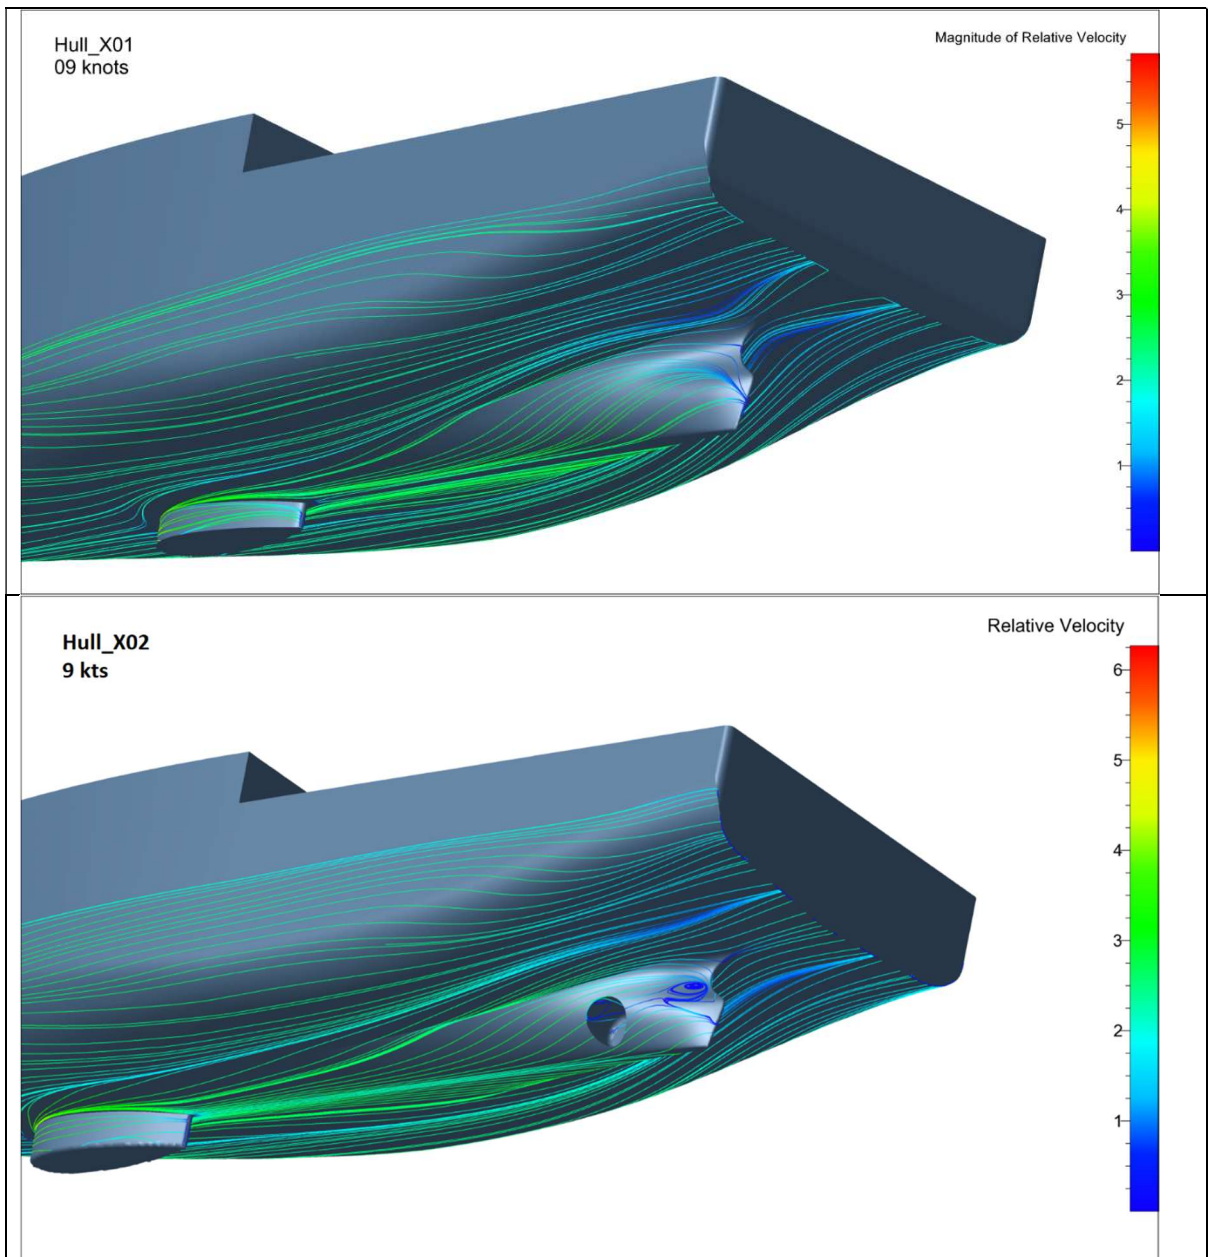 Hull_X01
09 knots
Magnitude of Relative Velocity
5
4
3
2
1
Hull_X02
9 kts
Relative Velocity
6
5
4
3
2
1